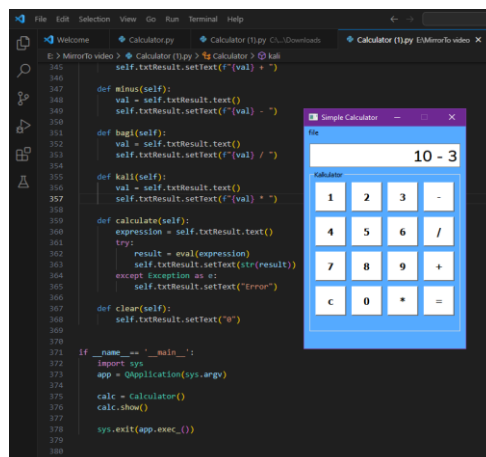 File Edit Selection View Go Run Terminal Help
Welcome Calculator.py Calculator (1).py C:\..\Downloads Calculator (1).py E:\MirrorTo video
E: > MirrorTo video > Calculator (1).py > Calculator > kali
345 self.txtResult.setText(f"{val} + ")
346
347 def minus(self):
348 val = self.txtResult.text()
349 self.txtResult.setText(f"{val} - ")
350
351 def bagi(self):
352 val = self.txtResult.text()
353 self.txtResult.setText(f"{val} / ")
354
355 def kali(self):
356 val = self.txtResult.text()
357 self.txtResult.setText(f"{val} * ")
358
359 def calculate(self):
360 expression = self.txtResult.text()
361 try:
362 result = eval(expression)
363 self.txtResult.setText(str(result))
364 except Exception as e:
365 self.txtResult.setText("Error")
366
367 def clear(self):
368 self.txtResult.setText("0")
369
370
371 if __name__== '__main__':
372 import sys
373 app = QApplication(sys.argv)
374
375 calc = Calculator()
376 calc.show()
377
378 sys.exit(app.exec_())
379
380
Simple Calculator
File
10 - 3
Kalkulator
1 2 3 -
4 5 6 /
7 8 9 +
c 0 * =